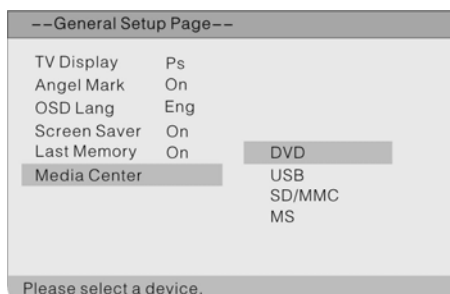 --General Setup Page--
TV Display Ps
Angel Mark On
OSD Lang Eng
Screen Saver On
Last Memory On
Media Center
DVD
USB
SD/MMC
MS
Please select a device.